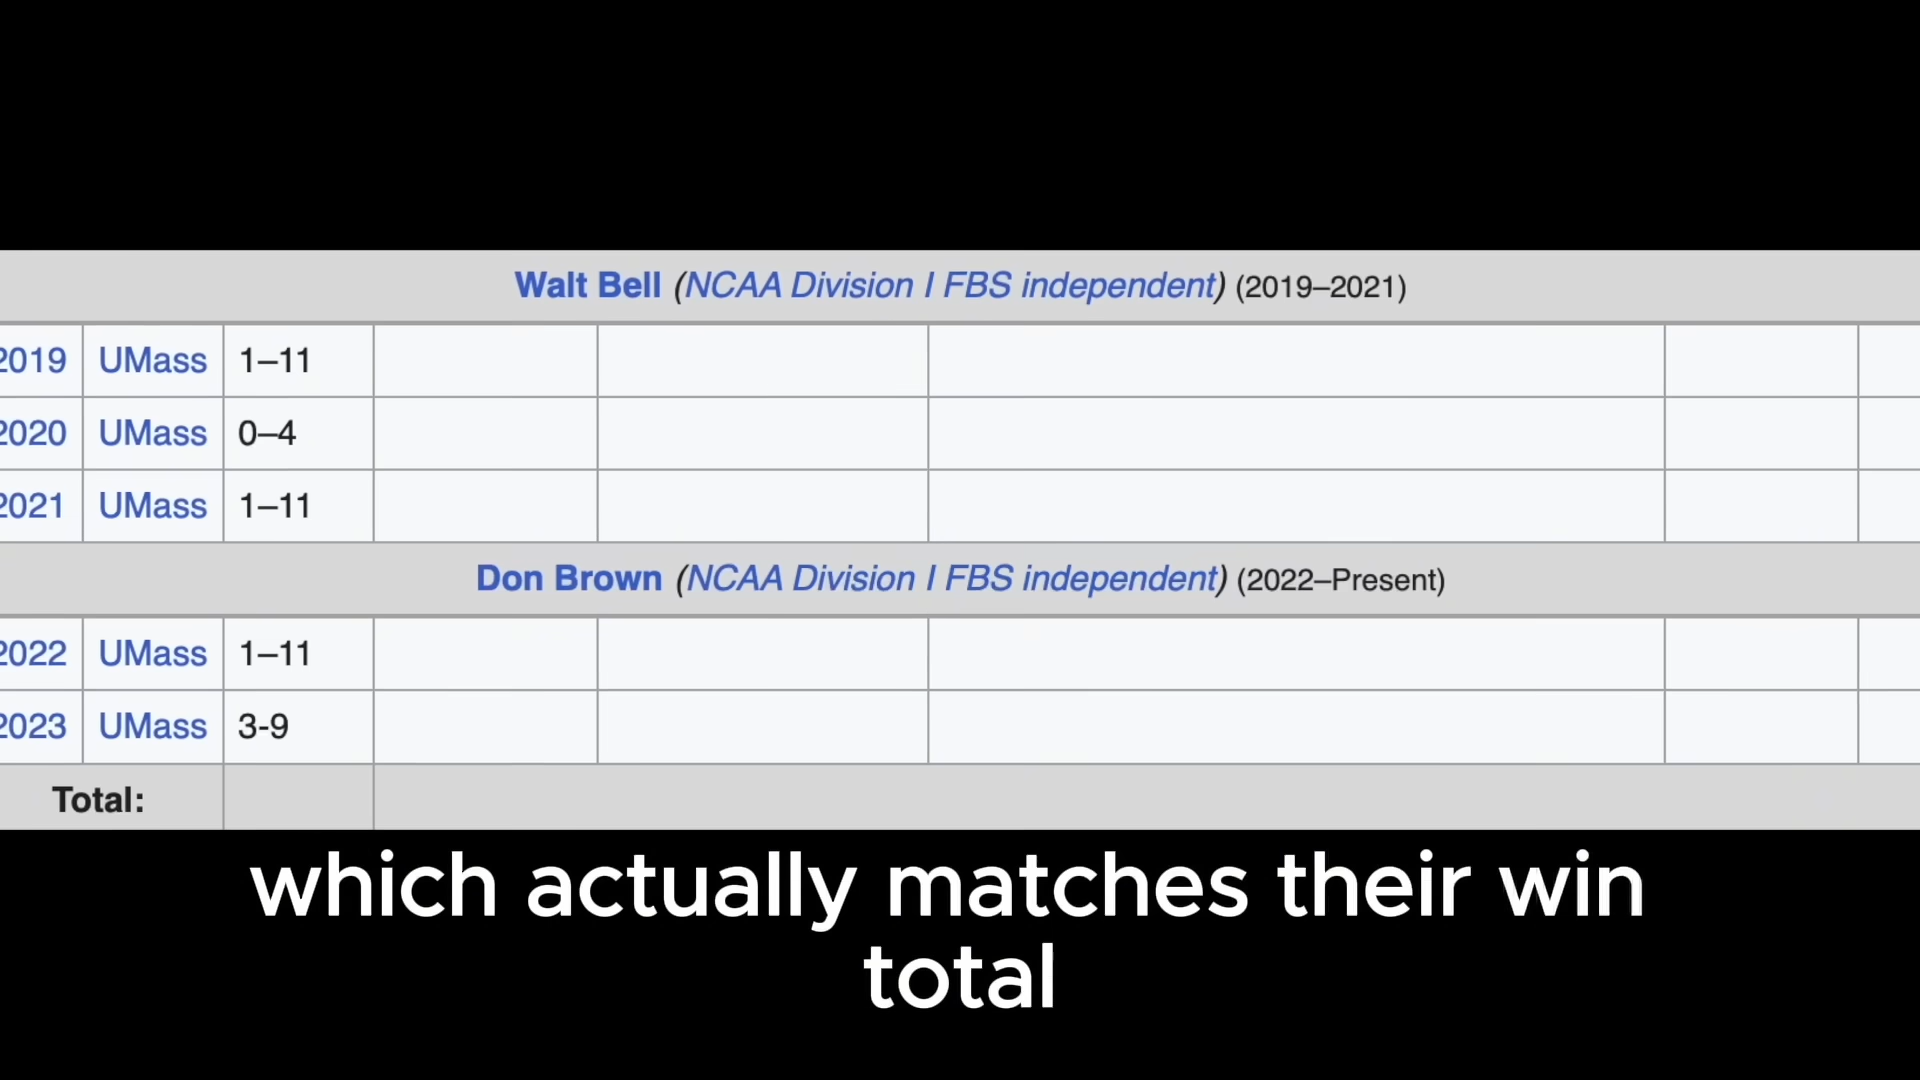 Walt Bell (NCAA Division I FBS independent) (2019–2021)
2019 UMass 1–11
2020 UMass 0–4
2021 UMass 1–11
Don Brown (NCAA Division I FBS independent) (2022–Present)
2022 UMass 1–11
2023 UMass 3-9
Total:
which actually matches their win
total